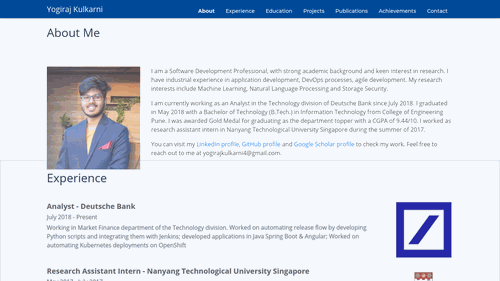 Yogiraj Kulkarni
About Experience Education Projects Publications Achievements Contact
About Me
I am a Software Development Professional, with strong academic background and keen interest in research. I
have industrial experience in application development, DevOps processes, agile development. My research
interests include Machine Learning, Natural Language Processing and Storage Security.
I am currently working as an Analyst in the Technology division of Deutsche Bank since July 2018. I graduated
in May 2018 with a Bachelor of Technology (B.Tech.) in Information Technology from College of Engineering
Pune. I was awarded Gold Medal for graduating as the department topper with a CGPA of 9.44/10. I worked as
research assistant intern in Nanyang Technological University Singapore during the summer of 2017.
You can visit my LinkedIn profile, GitHub profile and Google Scholar profile to check my work. Feel free to
reach out to me at yogirajkulkarni4@gmail.com.
Experience
Analyst - Deutsche Bank
July 2018 - Present
Working in Market Finance department of the Technology division. Worked on automating release flow by developing
Python scripts and integrating them with Jenkins; developed applications in Java Spring Boot & Angular; Worked on
automating Kubernetes deployments on OpenShift
Research Assistant Intern - Nanyang Technological University Singapore